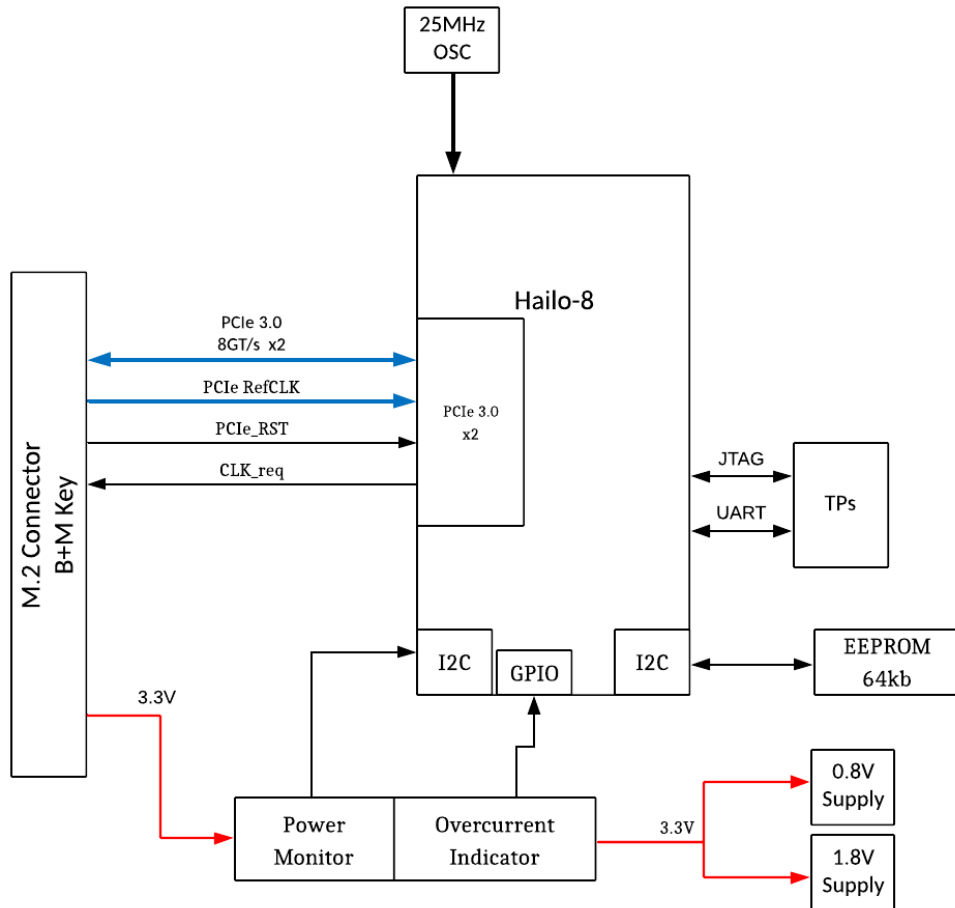 25MHz
OSC
Hailo-8
PCIe 3.0
8GT/s x2
PCIe RefCLK
PCIe_RST
CLK_req
PCIe 3.0
x2
M.2 Connector
B+M Key
JTAG
UART
TPs
I2C
GPIO
I2C
EEPROM
64kb
3.3V
Power
Monitor
Overcurrent
Indicator
3.3V
0.8V
Supply
1.8V
Supply